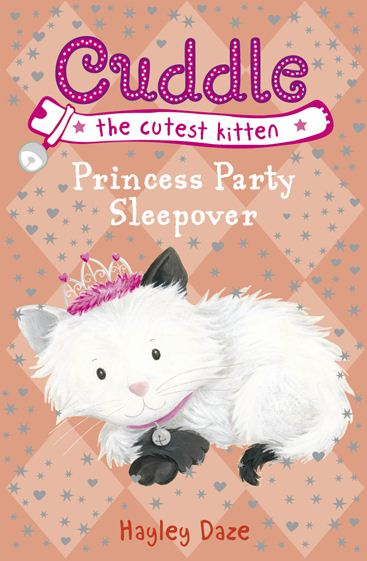 Cuddle
the cutest kitten
Princess Party
Sleepover
Hayley Daze